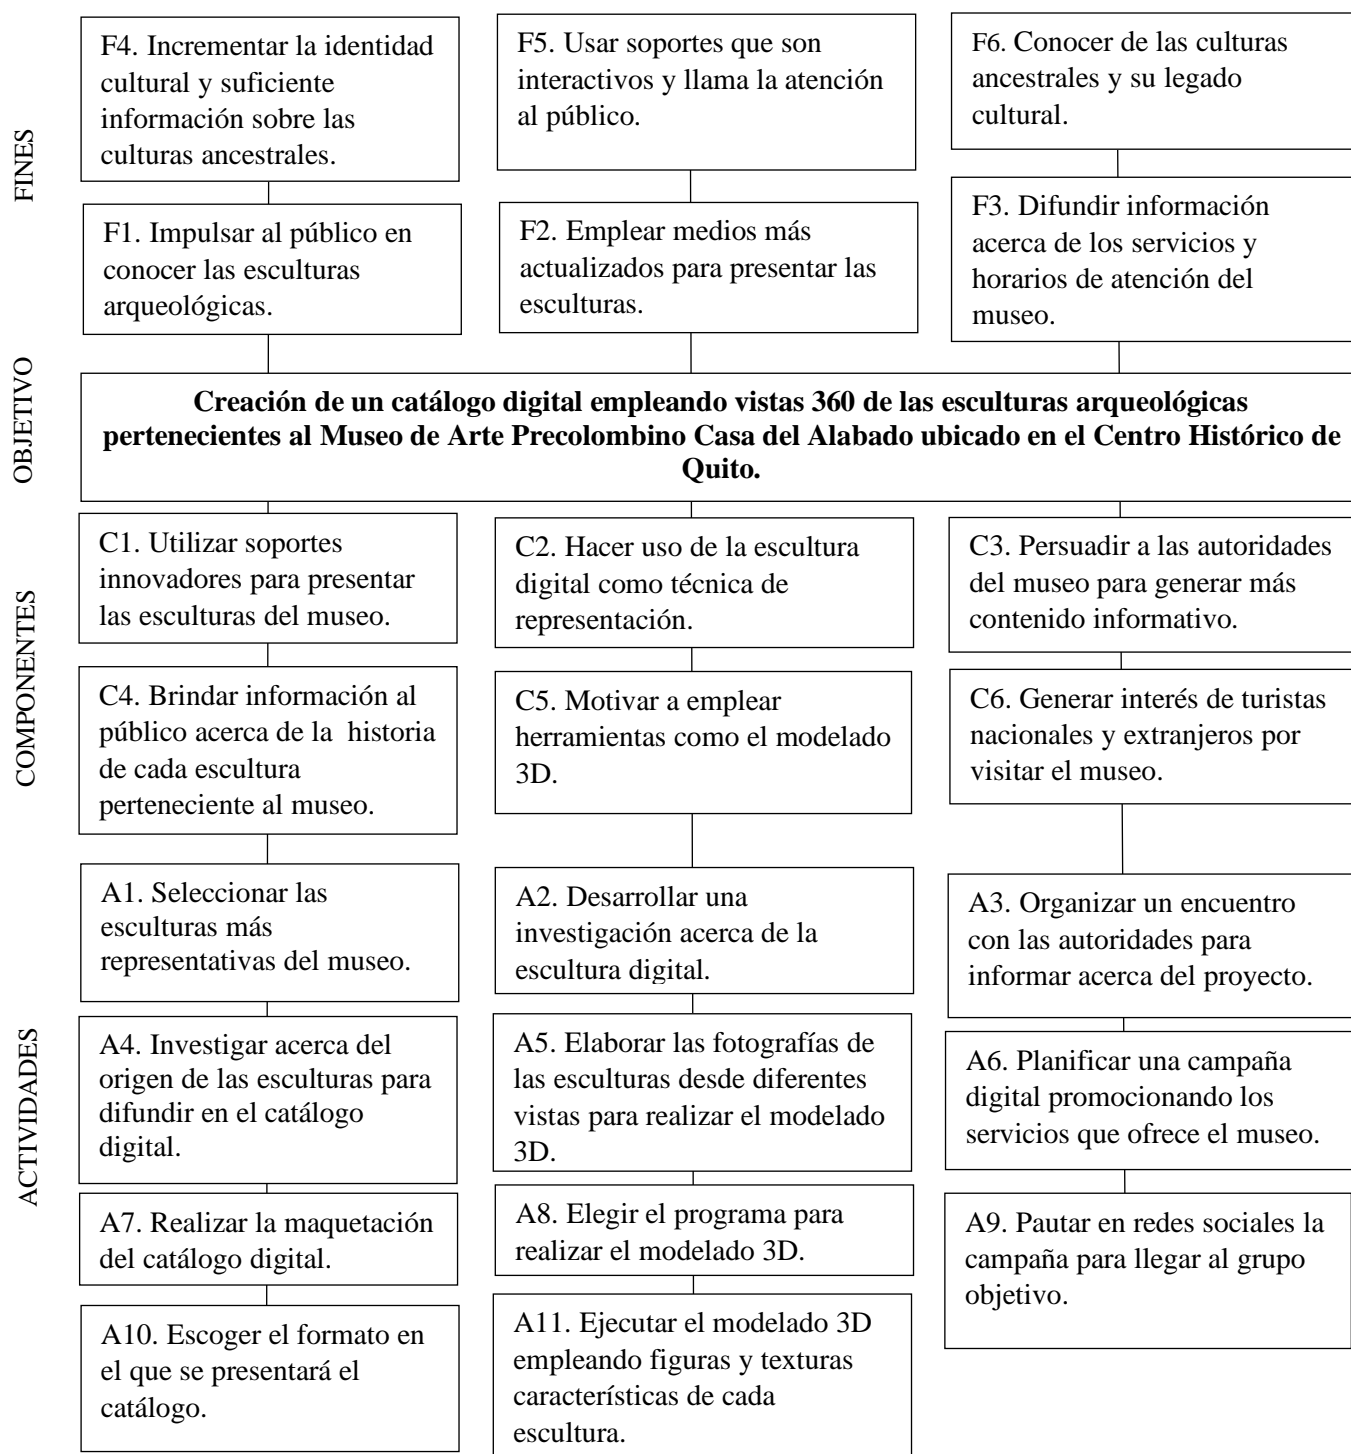 FINES
F4. Incrementar la identidad
cultural y suficiente
información sobre las
culturas ancestrales.
F5. Usar soportes que son
interactivos y llama la atención
al público.
F6. Conocer de las culturas
ancestrales y su legado
cultural.
F1. Impulsar al público en
conocer las esculturas
arqueológicas.
F2. Emplear medios más
actualizados para presentar las
esculturas.
F3. Difundir información
acerca de los servicios y
horarios de atención del
museo.
OBJETIVO
Creación de un catálogo digital empleando vistas 360 de las esculturas arqueológicas
pertenecientes al Museo de Arte Precolombino Casa del Alabado ubicado en el Centro Histórico de
Quito.
COMPONENTES
C1. Utilizar soportes
innovadores para presentar
las esculturas del museo.
C2. Hacer uso de la escultura
digital como técnica de
representación.
C3. Persuadir a las autoridades
del museo para generar más
contenido informativo.
C4. Brindar información al
público acerca de la historia
de cada escultura
perteneciente al museo.
C5. Motivar a emplear
herramientas como el modelado
3D.
C6. Generar interés de turistas
nacionales y extranjeros por
visitar el museo.
ACTIVIDADES
A1. Seleccionar las
esculturas más
representativas del museo.
A2. Desarrollar una
investigación acerca de la
escultura digital.
A3. Organizar un encuentro
con las autoridades para
informar acerca del proyecto.
A4. Investigar acerca del
origen de las esculturas para
difundir en el catálogo
digital.
A5. Elaborar las fotografías de
las esculturas desde diferentes
vistas para realizar el modelado
3D.
A6. Planificar una campaña
digital promocionando los
servicios que ofrece el museo.
A7. Realizar la maquetación
del catálogo digital.
A8. Elegir el programa para
realizar el modelado 3D.
A9. Pautar en redes sociales la
campaña para llegar al grupo
objetivo.
A10. Escoger el formato en
el que se presentará el
catálogo.
A11. Ejecutar el modelado 3D
empleando figuras y texturas
características de cada
escultura.